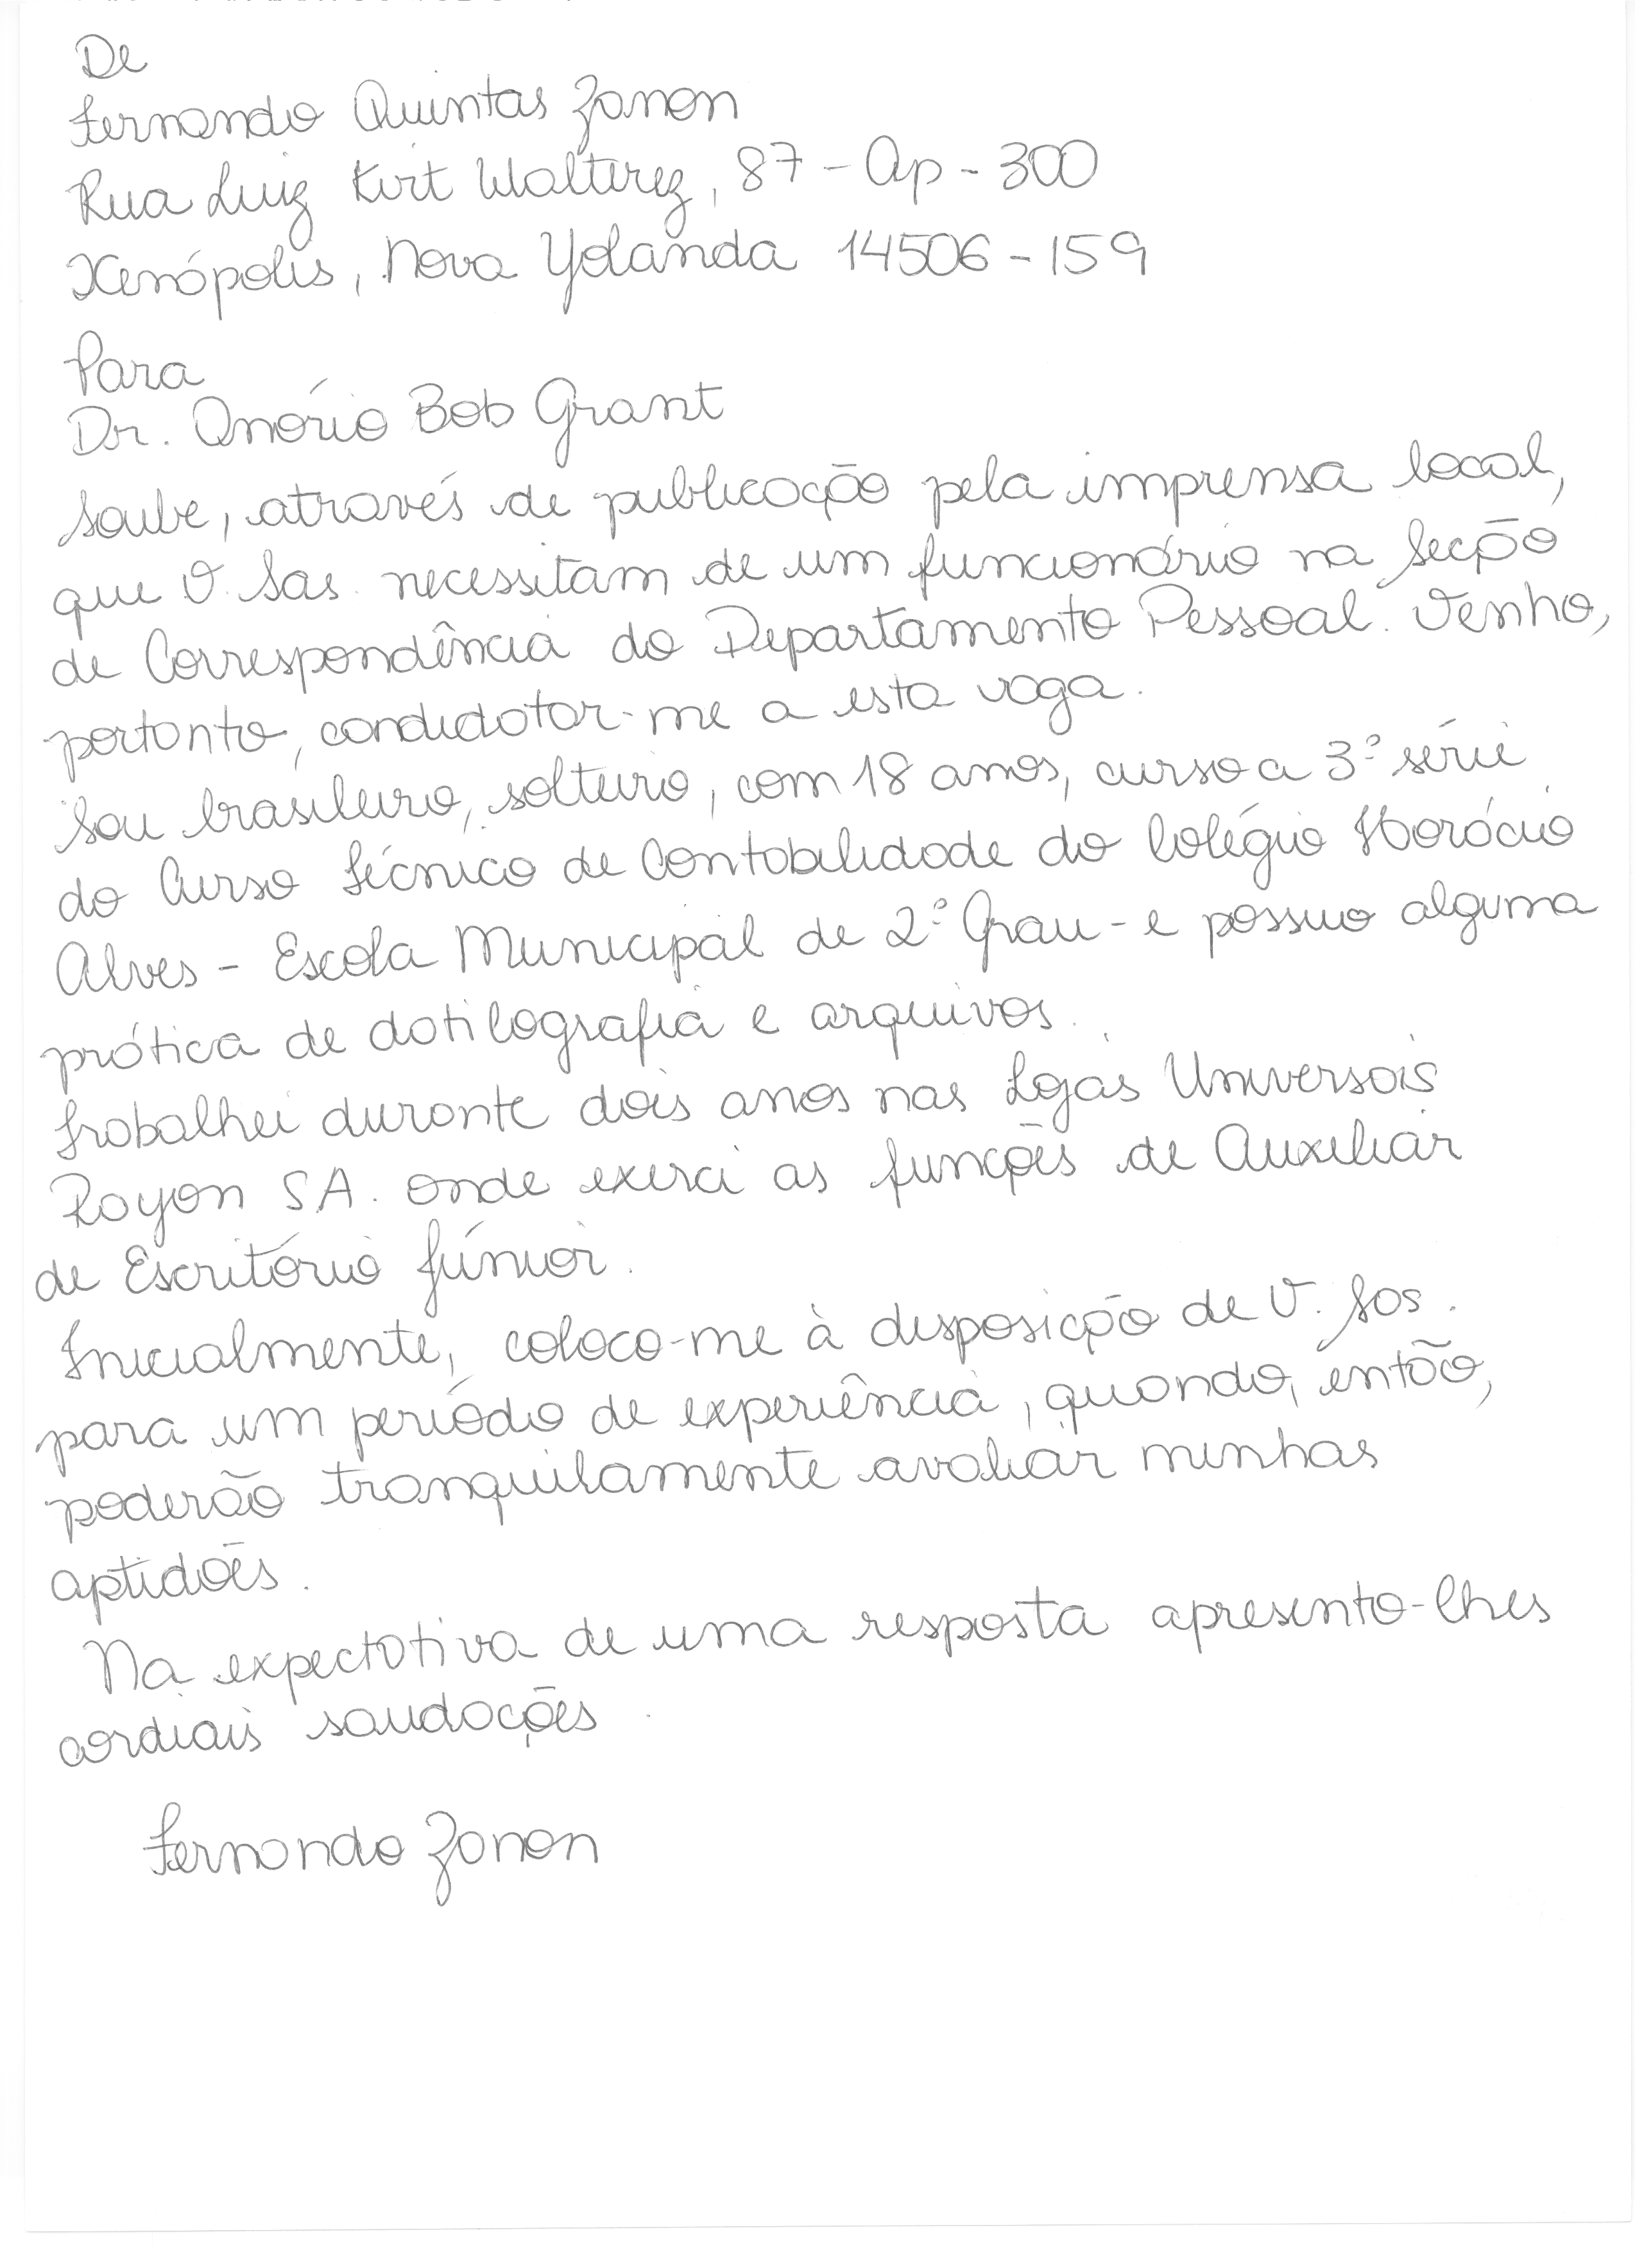 De
Fernando Quintas Zanon
Rua Luiz Kirt Walterez, 87 - Ap - 300
Xenópolis, Nova Yolanda 14506-159
Para
Dr. Onório Bob Grant
Soube, através de publicação pela imprensa local,
que V. Sas. necessitam de um funcionário na Secção
de Correspondência do Departamento Pessoal. Venho,
portanto, candidatar-me a esta vaga.
Sou brasileiro, solteiro, com 18 anos, curso a 3ª série
do Curso Técnico de Contabilidade do Colégio Horácio
Alves - Escola Municipal de 2º Grau - e possuo alguma
prática de datilografia e arquivos.
Trabalhei durante dois anos nas Lojas Universais
Rayon S.A. onde exerci as funções de Auxiliar
de Escritório Júnior.
Inicialmente, coloco-me à disposição de V. Sas.
para um período de experiência, quando, então,
poderão tranquilamente avaliar minhas
aptidões.
Na expectativa de uma resposta apresento-lhes
cordiais saudações.
Fernando Zanon